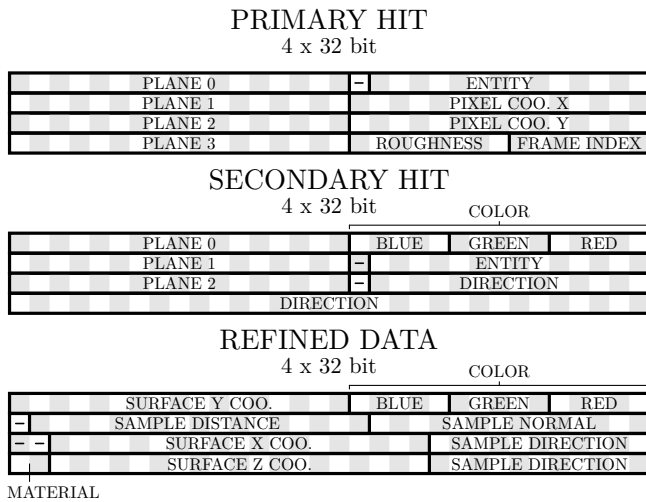 PRIMARY HIT
4 x 32 bit
PLANE 0 – ENTITY
PLANE 1 PIXEL COO. X
PLANE 2 PIXEL COO. Y
PLANE 3 ROUGHNESS FRAME INDEX
SECONDARY HIT
4 x 32 bit
COLOR
PLANE 0 BLUE GREEN RED
PLANE 1 – ENTITY
PLANE 2 – DIRECTION
DIRECTION
REFINED DATA
4 x 32 bit
COLOR
SURFACE Y COO. BLUE GREEN RED
– SAMPLE DISTANCE SAMPLE NORMAL
– – SURFACE X COO. SAMPLE DIRECTION
SURFACE Z COO. SAMPLE DIRECTION
MATERIAL